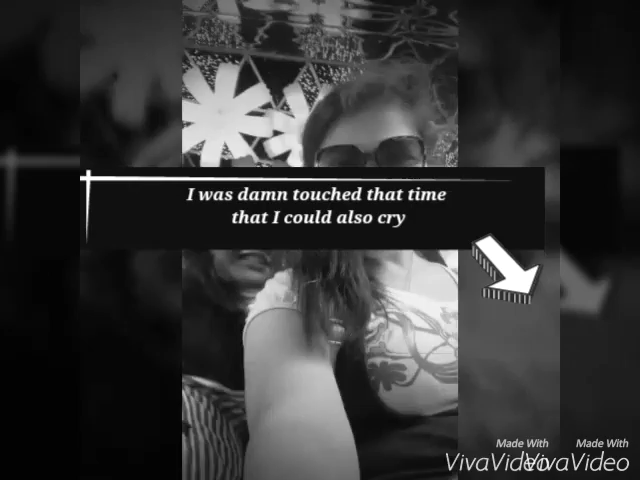 I was damn touched that time
that I could also cry
Made With
VivaVideo
Made With
VivaVideo